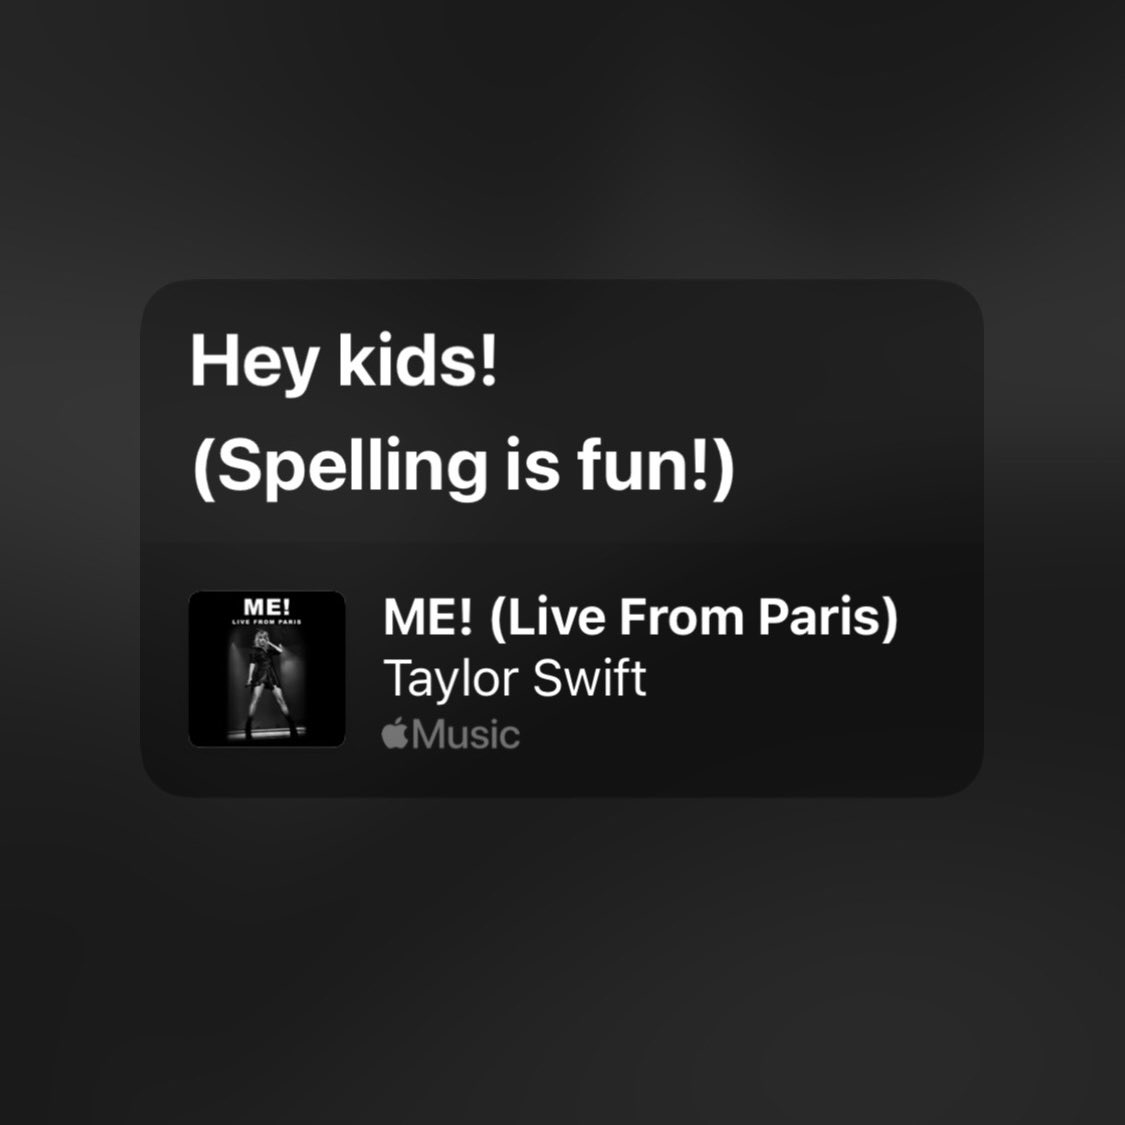 Hey kids!
(Spelling is fun!)
ME!
LIVE FROM PARIS
ME! (Live From Paris)
Taylor Swift
Music